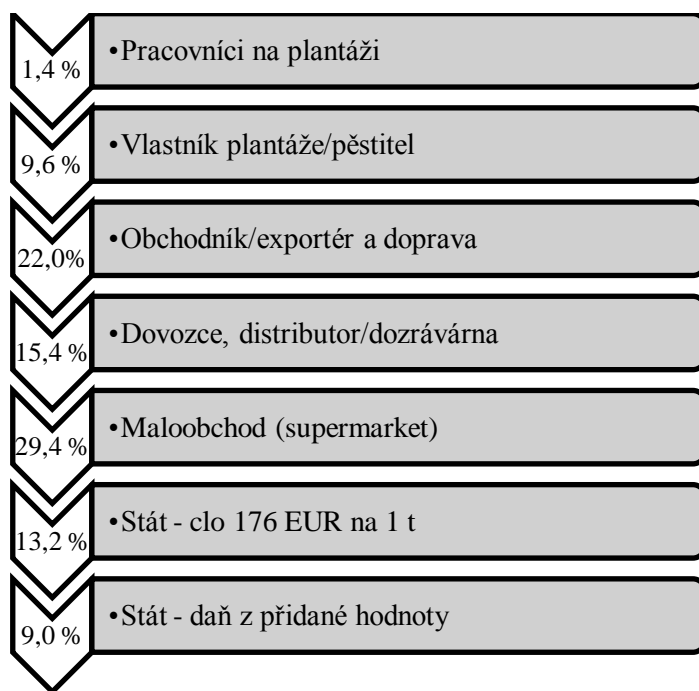 1,4 %
•Pracovníci na plantáži
9,6 %
•Vlastník plantáže/pěstitel
22,0%
•Obchodník/exportér a doprava
15,4 %
•Dovozce, distributor/dozrávárna
29,4 %
•Maloobchod (supermarket)
13,2 %
•Stát - clo 176 EUR na 1 t
9,0 %
•Stát - daň z přidané hodnoty